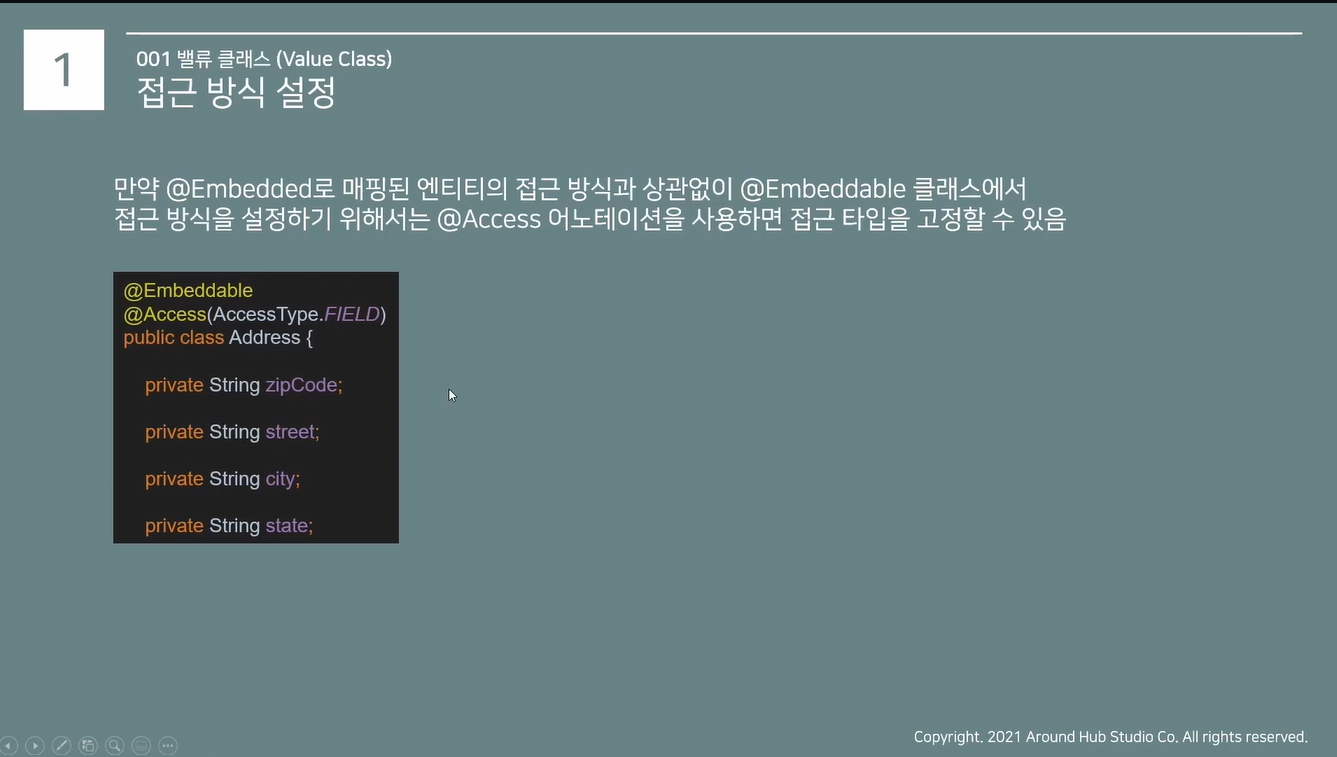 1
001 밸류 클래스 (Value Class)
접근 방식 설정
만약 @Embedded로 매핑된 엔티티의 접근 방식과 상관없이 @Embeddable 클래스에서
접근 방식을 설정하기 위해서는 @Access 어노테이션을 사용하면 접근 타입을 고정할 수 있음
@Embeddable
@Access(AccessType.FIELD)
public class Address {
private String zipCode;
private String street;
private String city;
private String state;
Copyright. 2021 Around Hub Studio Co. All rights reserved.